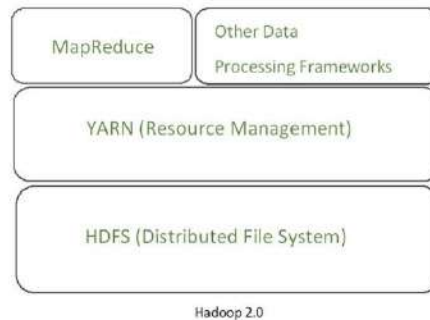 MapReduce
Other Data
Processing Frameworks
YARN (Resource Management)
HDFS (Distributed File System)
Hadoop 2.0